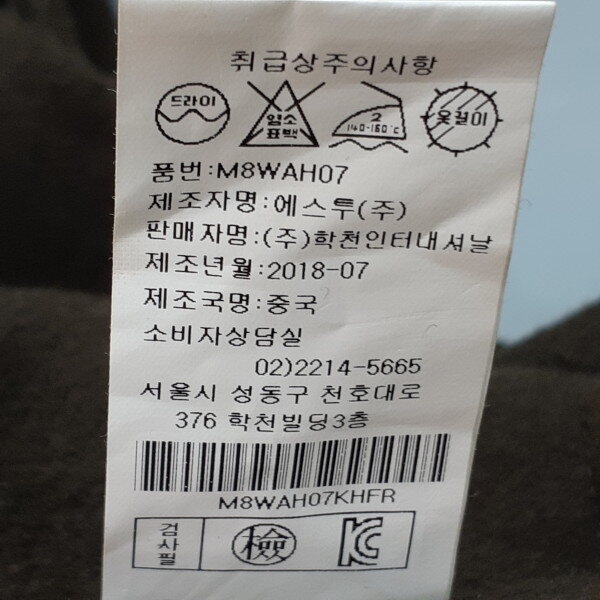 취급상주의사항
드라이 염소 2 옷걸이
표백 140-160℃
품번:M8WAH07
제조자명:에스투(주)
판매자명:(주)학천인터내셔날
제조년월:2018-07
제조국명:중국
소비자상담실
02)2214-5665
서울시 성동구 천호대로
376 학천빌딩3층
M8WAH07KHFR
검사필 檢 KC